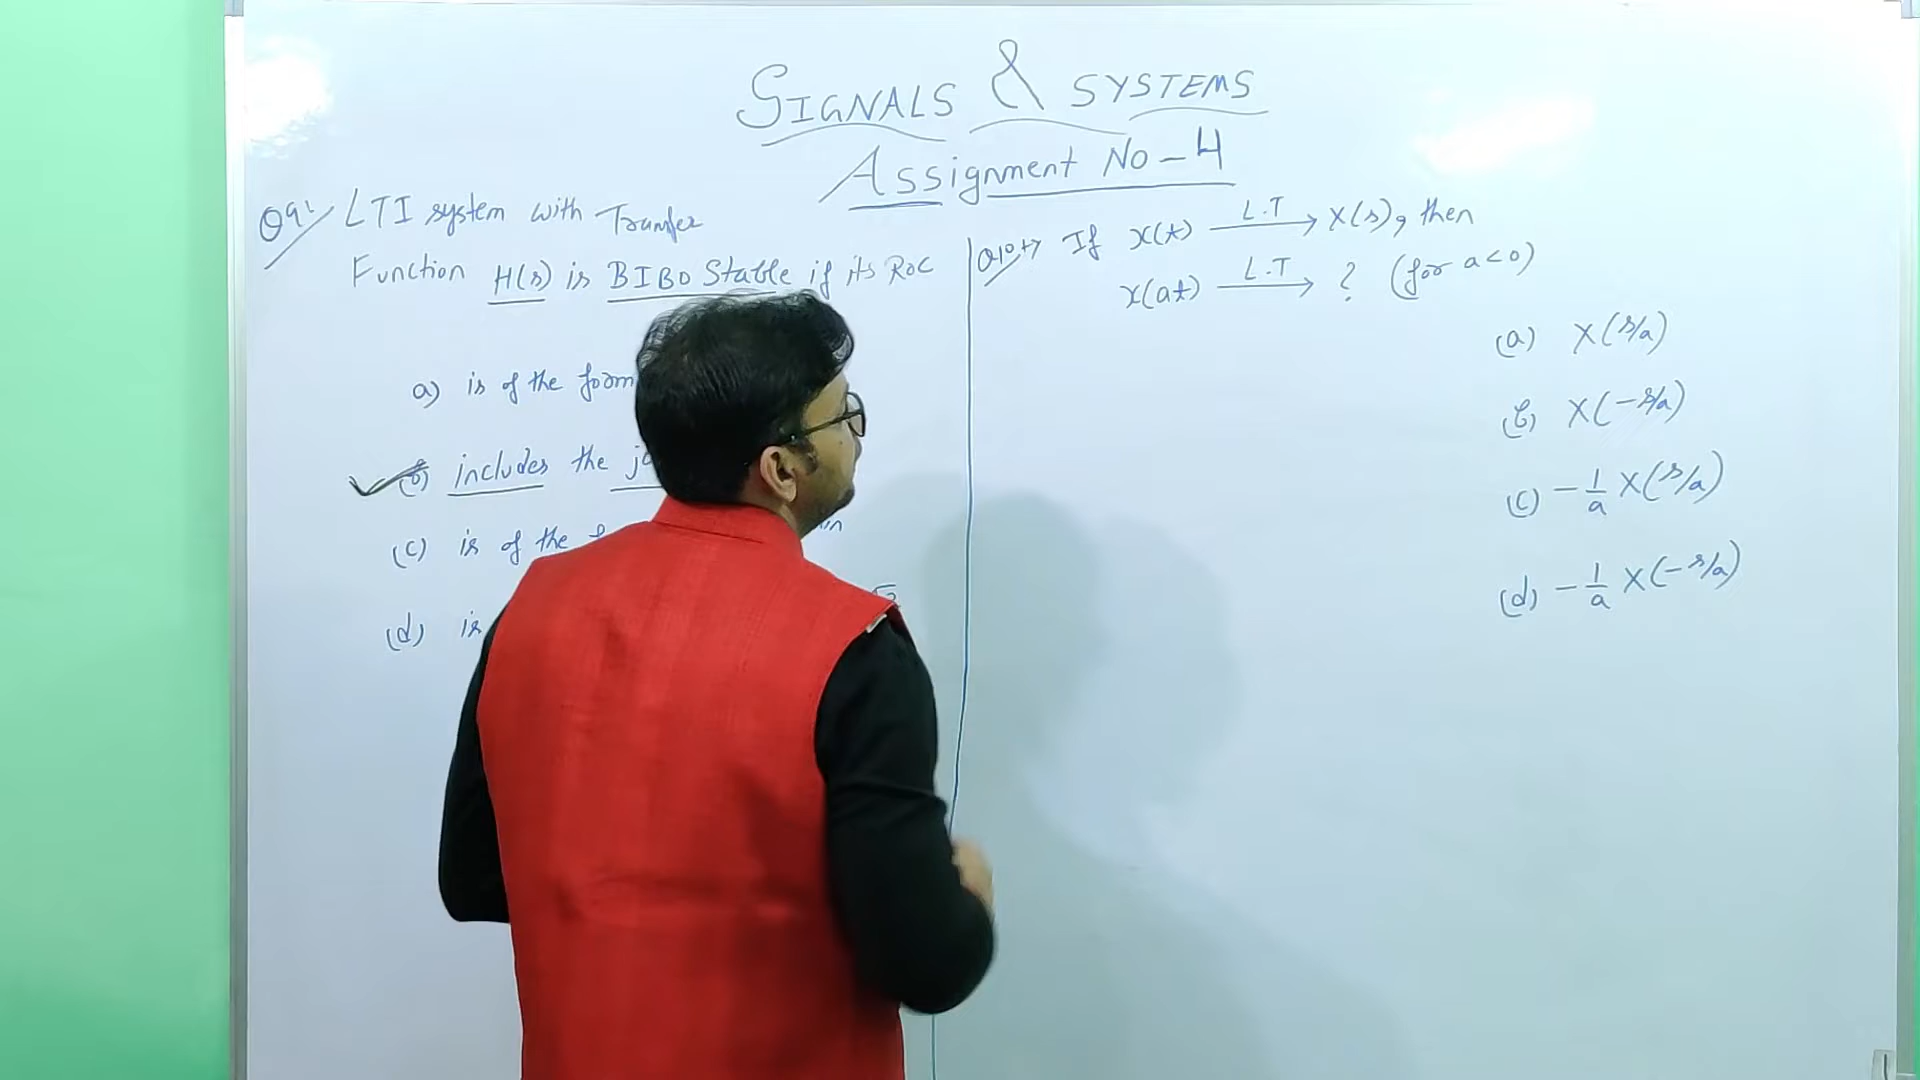 SIGNALS & SYSTEMS
Assignment No-4
Q9:- LTI system with Transfer
Function H(s) is BIBO Stable if its ROC
a) is of the form
(b) includes the
(c) is of the
(d) is
Q10:→ If x(t) L.T→ X(s), then
x(at) L.T→ ? (for a<0)
(a) X(s/a)
(b) X(-s/a)
(c) -1/a X(s/a)
(d) -1/a X(-s/a)